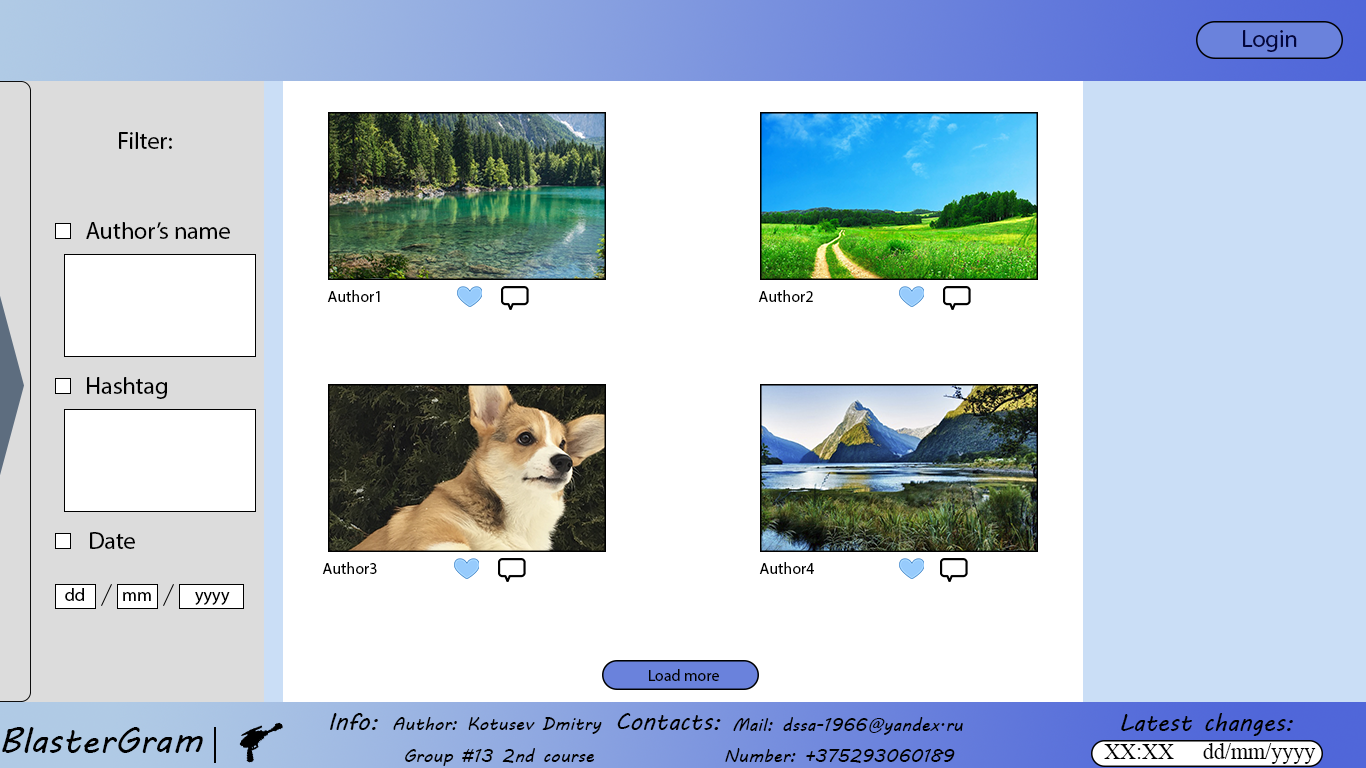 Login
Filter:
Author’s name
Hashtag
Date
dd / mm / yyyy
Author1
Author2
Author3
Author4
Load more
BlasterGram |
Info: Author: Kotusev Dmitry
Group #13 2nd course
Contacts: Mail: dssa-1966@yandex.ru
Number: +375293060189
Latest changes:
XX:XX dd/mm/yyyy